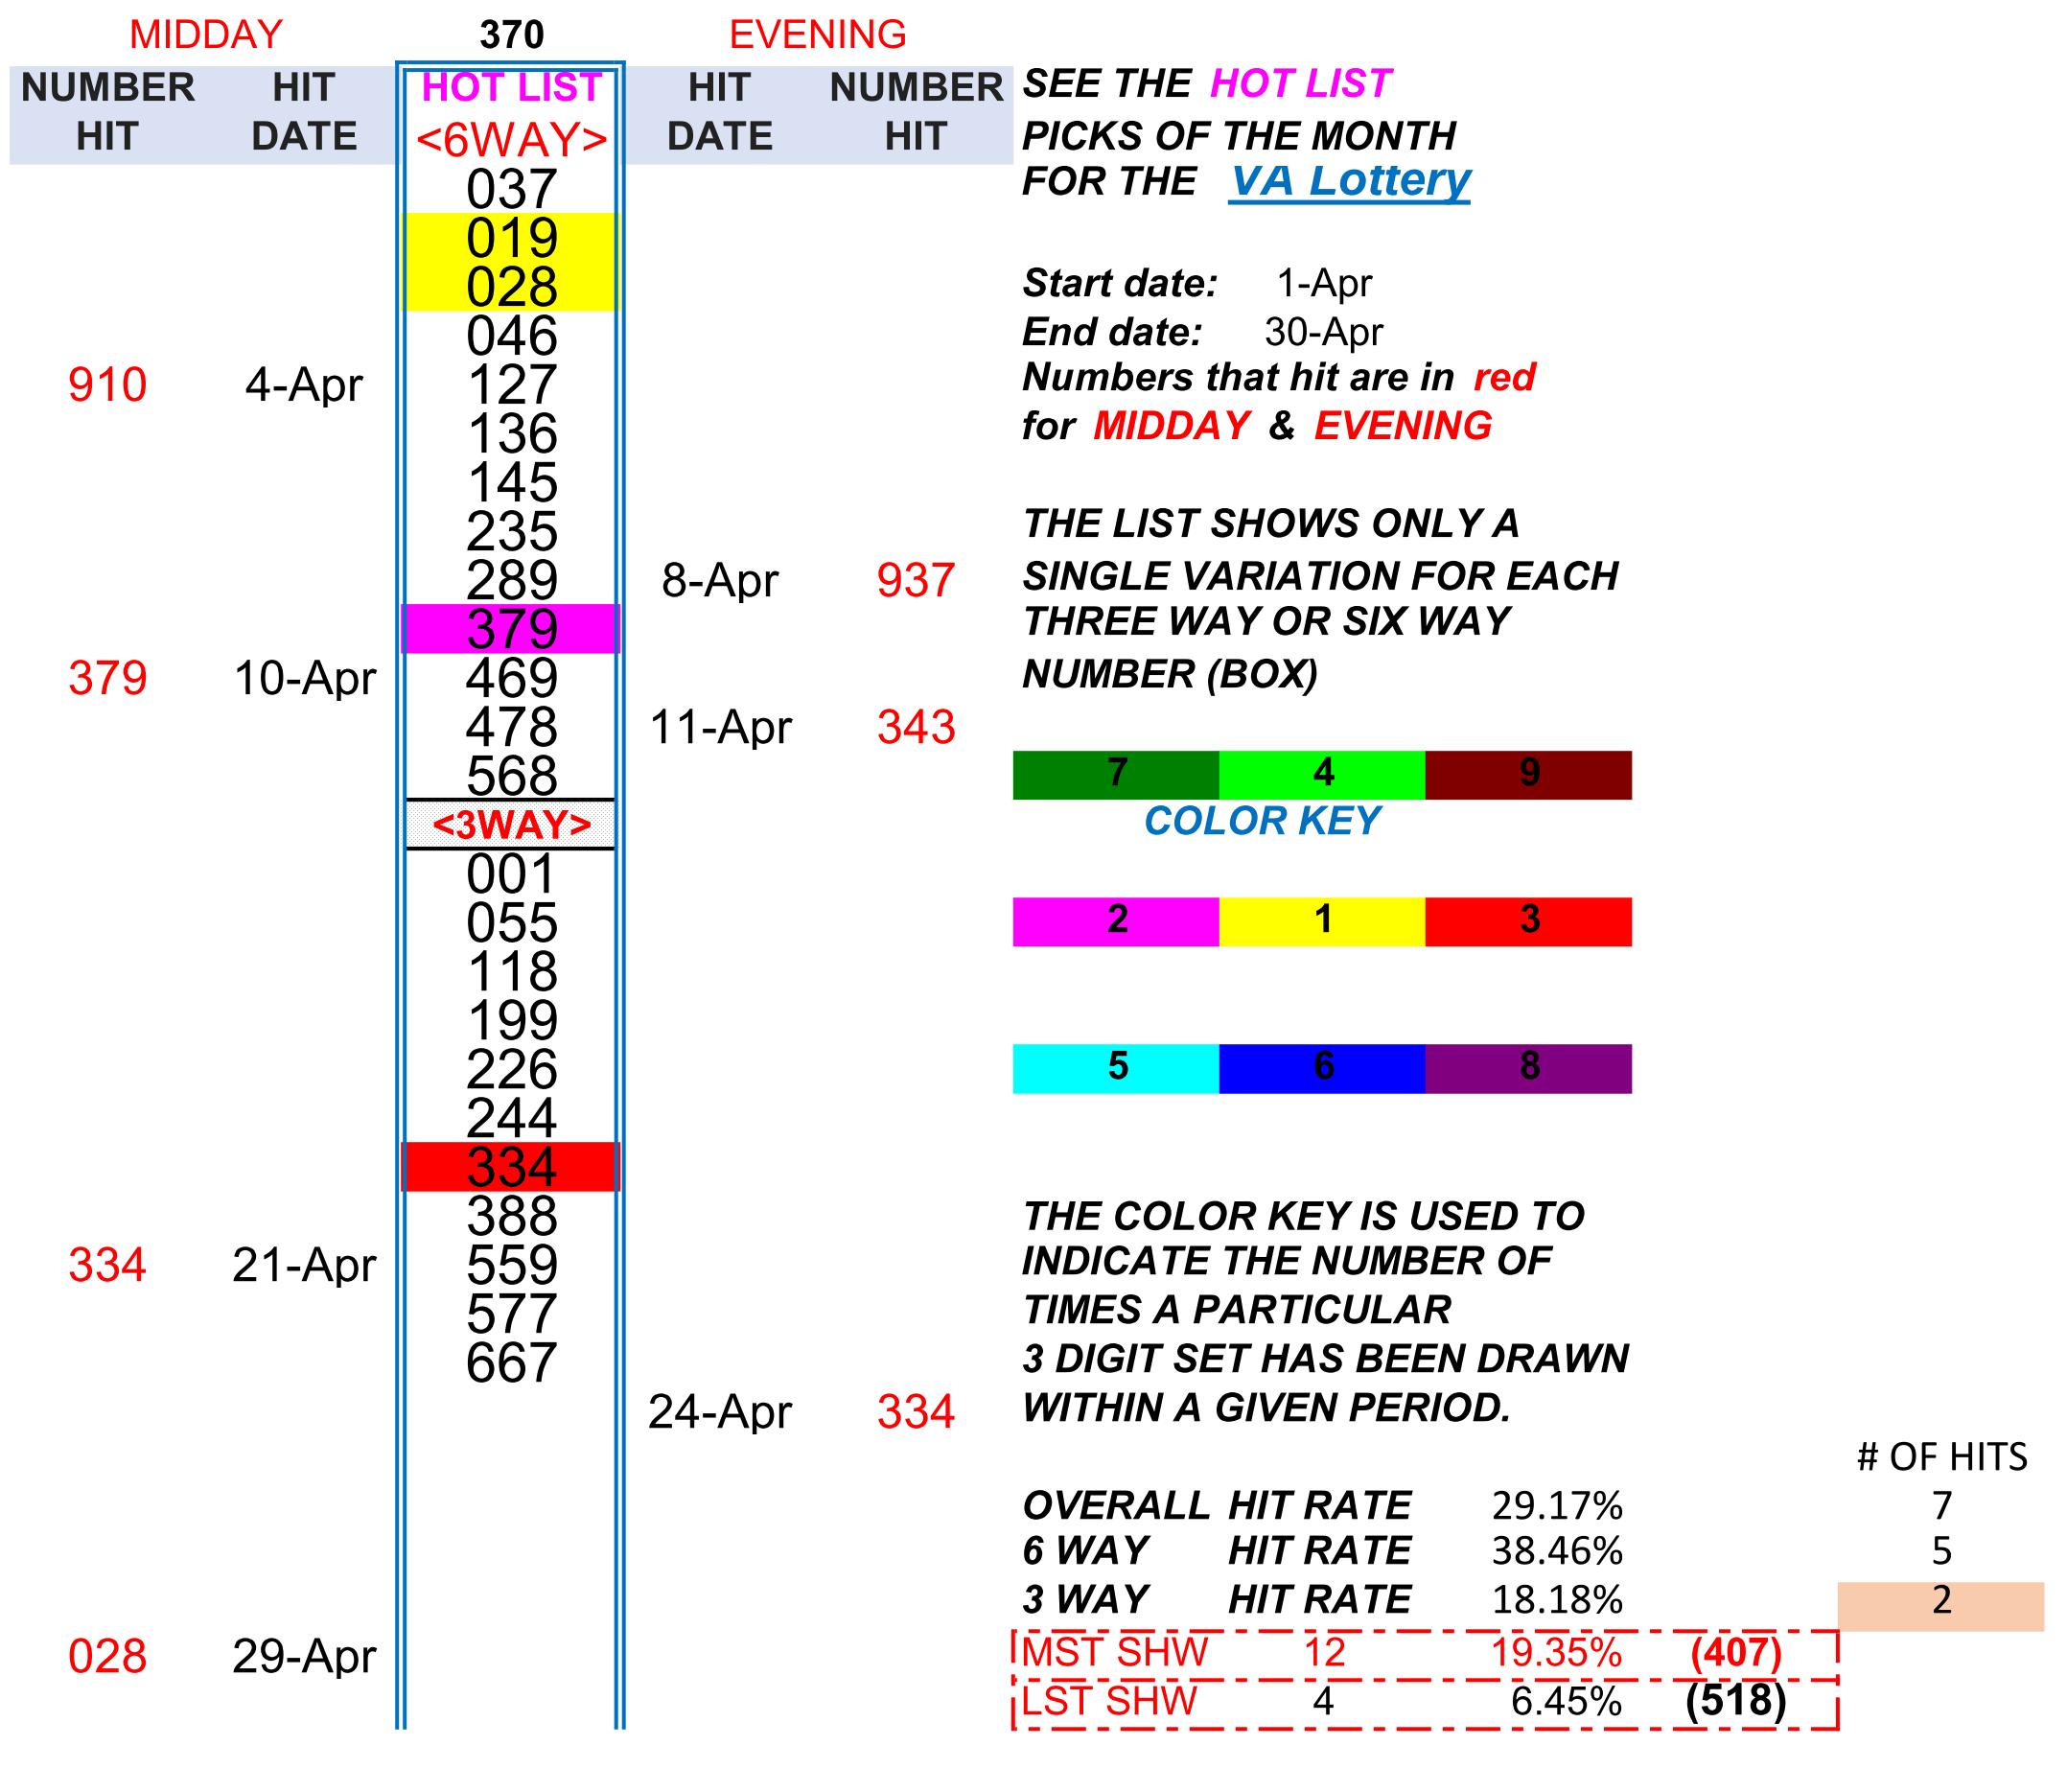 MIDDAY 370 EVENING
NUMBER HIT HOT LIST HIT NUMBER SEE THE HOT LIST
HIT DATE <6WAY> DATE HIT PICKS OF THE MONTH
037 FOR THE VA Lottery
019
028 Start date: 1-Apr
046 End date: 30-Apr
910 4-Apr 127 Numbers that hit are in red
136 for MIDDAY & EVENING
145
235 THE LIST SHOWS ONLY A
289 8-Apr 937 SINGLE VARIATION FOR EACH
379 THREE WAY OR SIX WAY
379 10-Apr 469 NUMBER (BOX)
478 11-Apr 343
568 7 4 9
<3WAY> COLOR KEY
001
055 2 1 3
118
199
226 5 6 8
244
334
388 THE COLOR KEY IS USED TO
334 21-Apr 559 INDICATE THE NUMBER OF
577 TIMES A PARTICULAR
667 3 DIGIT SET HAS BEEN DRAWN
24-Apr 334 WITHIN A GIVEN PERIOD.
# OF HITS
OVERALL HIT RATE 29.17% 7
6 WAY HIT RATE 38.46% 5
3 WAY HIT RATE 18.18% 2
028 29-Apr MST SHW 12 19.35% (407)
LST SHW 4 6.45% (518)